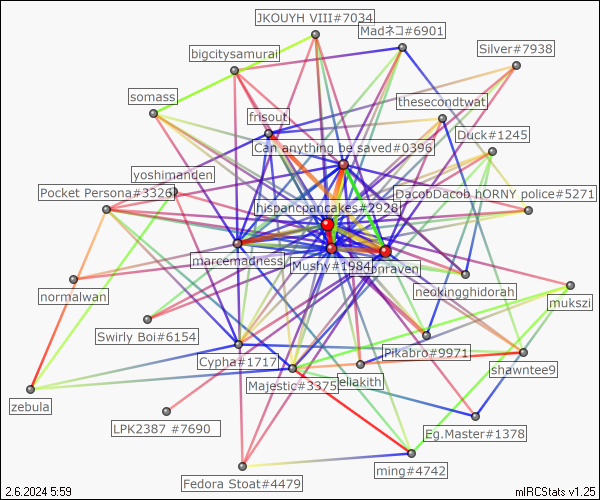 JKOUYH VIII#7034
Madネコ#6901
bigcitysamurai
Silver#7938
somass
thesecondtwat
frisout
Duck#1245
Can anything be saved#0396
yoshimanden
Pocket Persona#3326
DacobDacob hORNY police#5271
hispancpancakes#2928
marcemadness
Mushy#1984
onraven
neokingghidorah
normalwan
mukszi
Swirly Boi#6154
Cypha#1717
Pikabro#9971
shawntee9
Majestic#3375
ellakith
zebula
LPK2387 #7690
Eg.Master#1378
ming#4742
Fedora Stoat#4479
2.6.2024 5:59
mIRCStats v1.25